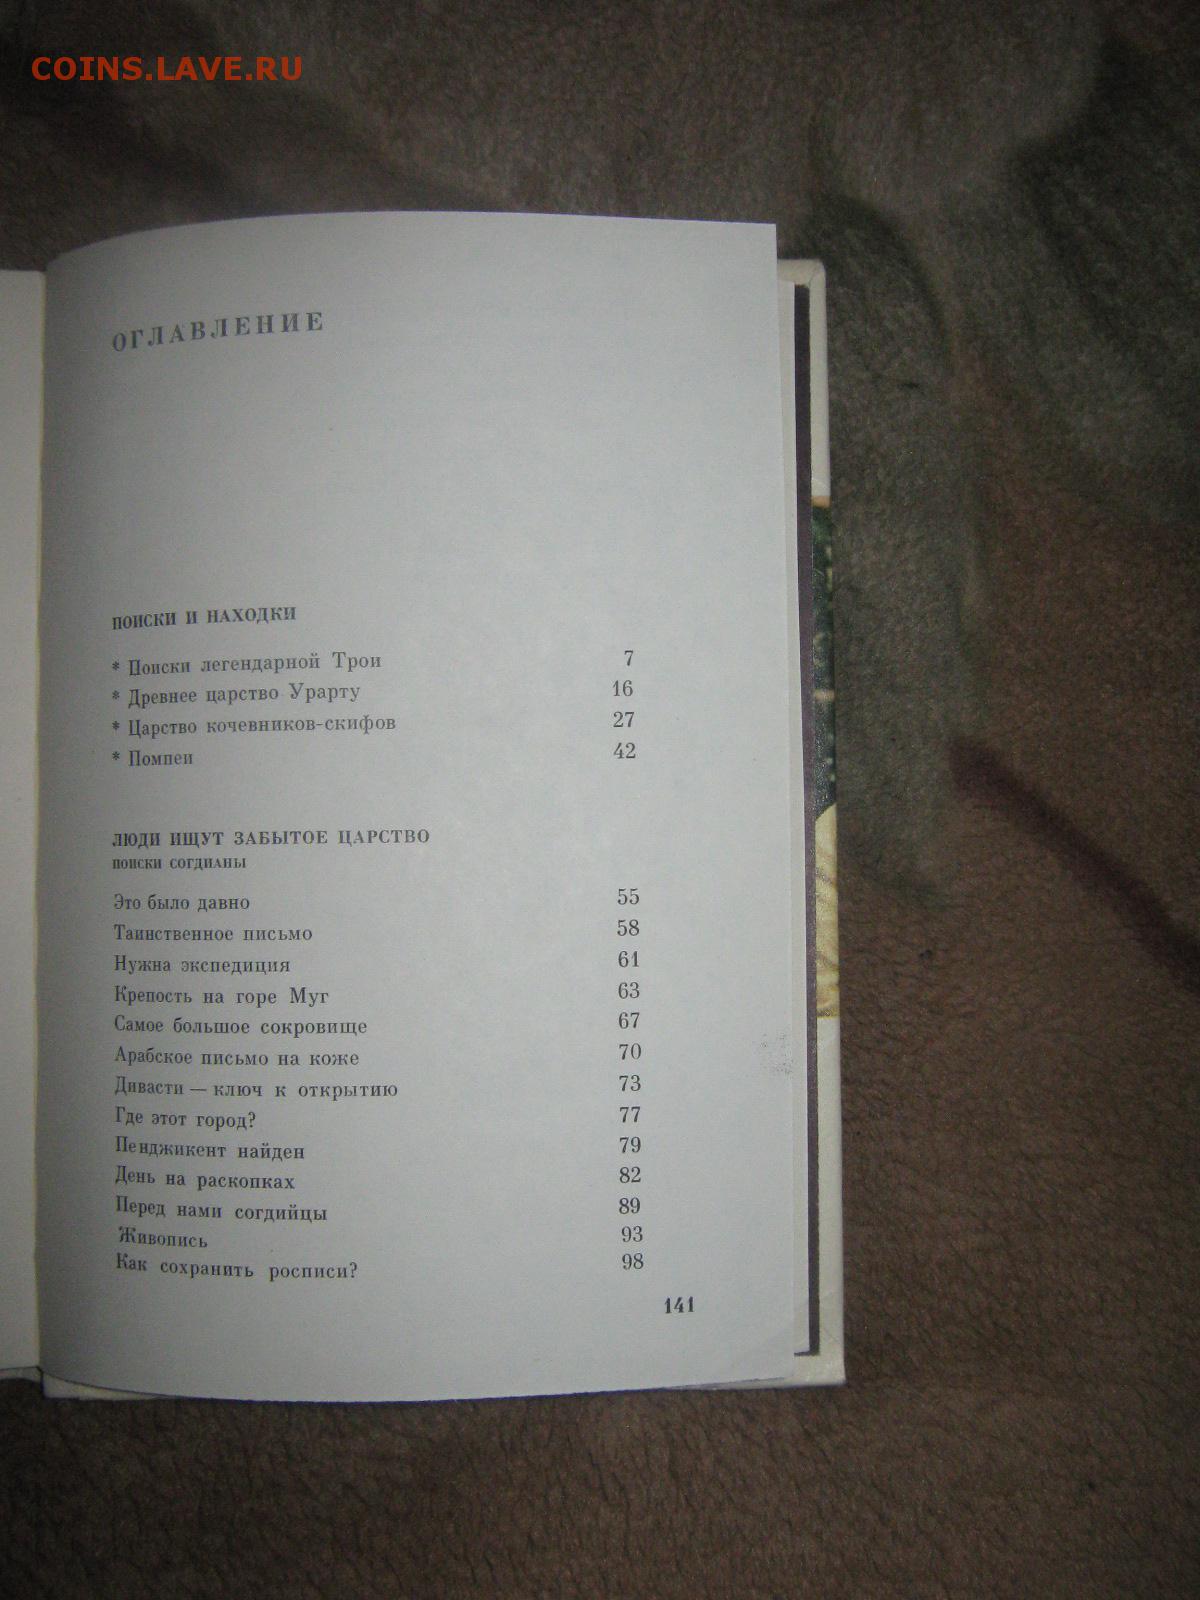 COINS.LAVE.RU
ОГЛАВЛЕНИЕ
ПОИСКИ И НАХОДКИ
* Поиски легендарной Трои 7
* Древнее царство Урарту 16
* Царство кочевников-скифов 27
* Помпеи 42
ЛЮДИ ИЩУТ ЗАБЫТОЕ ЦАРСТВО
ПОИСКИ СОГДИАНЫ
Это было давно 55
Таинственное письмо 58
Нужна экспедиция 61
Крепость на горе Муг 63
Самое большое сокровище 67
Арабское письмо на коже 70
Дивасти — ключ к открытию 73
Где этот город? 77
Пенджикент найден 79
День на раскопках 82
Перед нами согдийцы 89
Живопись 93
Как сохранить росписи? 98
141